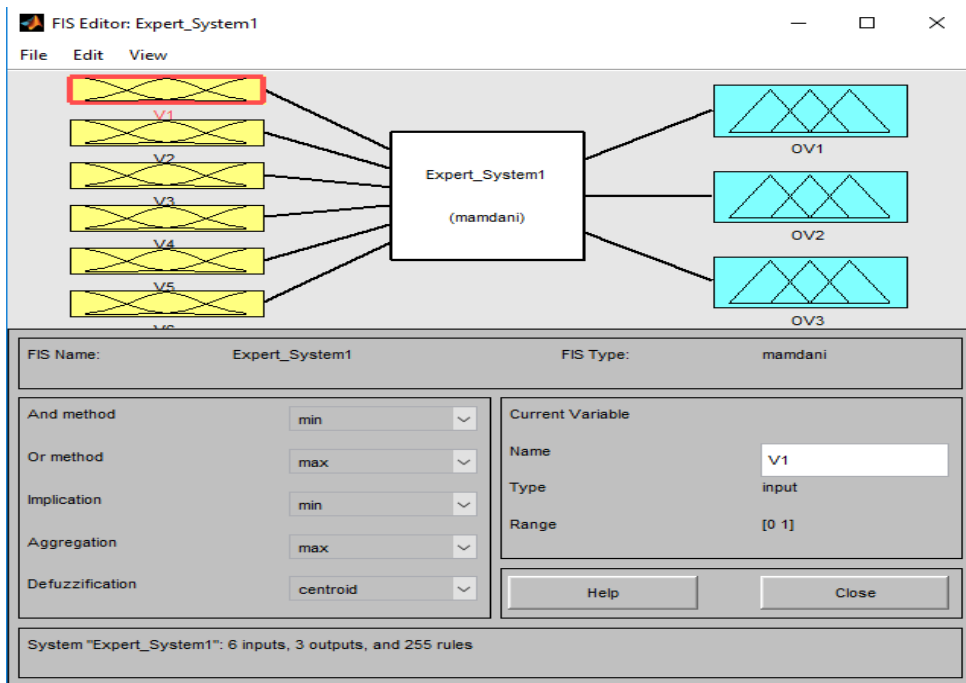 FIS Editor: Expert_System1
File Edit View
V1
V2
V3
V4
V5
V6
Expert_System1
(mamdani)
OV1
OV2
OV3
FIS Name: Expert_System1 FIS Type: mamdani
And method min
Or method max
Implication min
Aggregation max
Defuzzification centroid
Current Variable
Name V1
Type input
Range [0 1]
Help Close
System "Expert_System1": 6 inputs, 3 outputs, and 255 rules